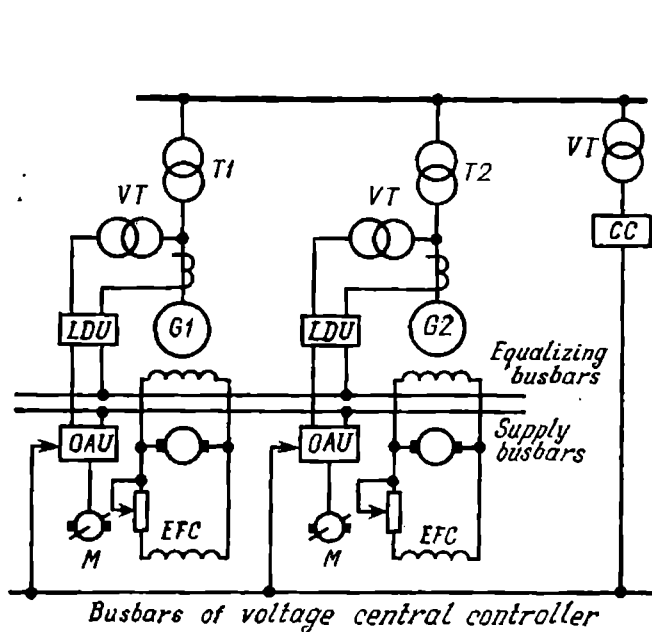 T1
VT
T2
VT
VT
CC
LDU
G1
LDU
G2
Equalizing
busbars
Supply
busbars
OAU
OAU
EFC
EFC
M
M
Busbars of voltage central controller